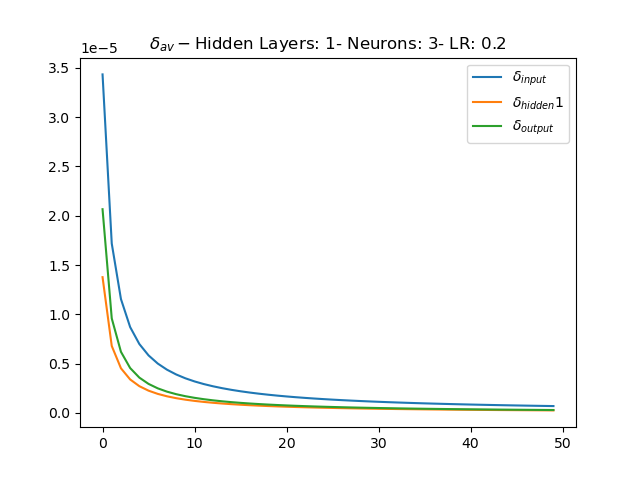 1e−5
δav − Hidden Layers: 1- Neurons: 3- LR: 0.2
3.5
3.0
2.5
2.0
1.5
1.0
0.5
0.0
0 10 20 30 40 50
δinput
δhidden1
δoutput